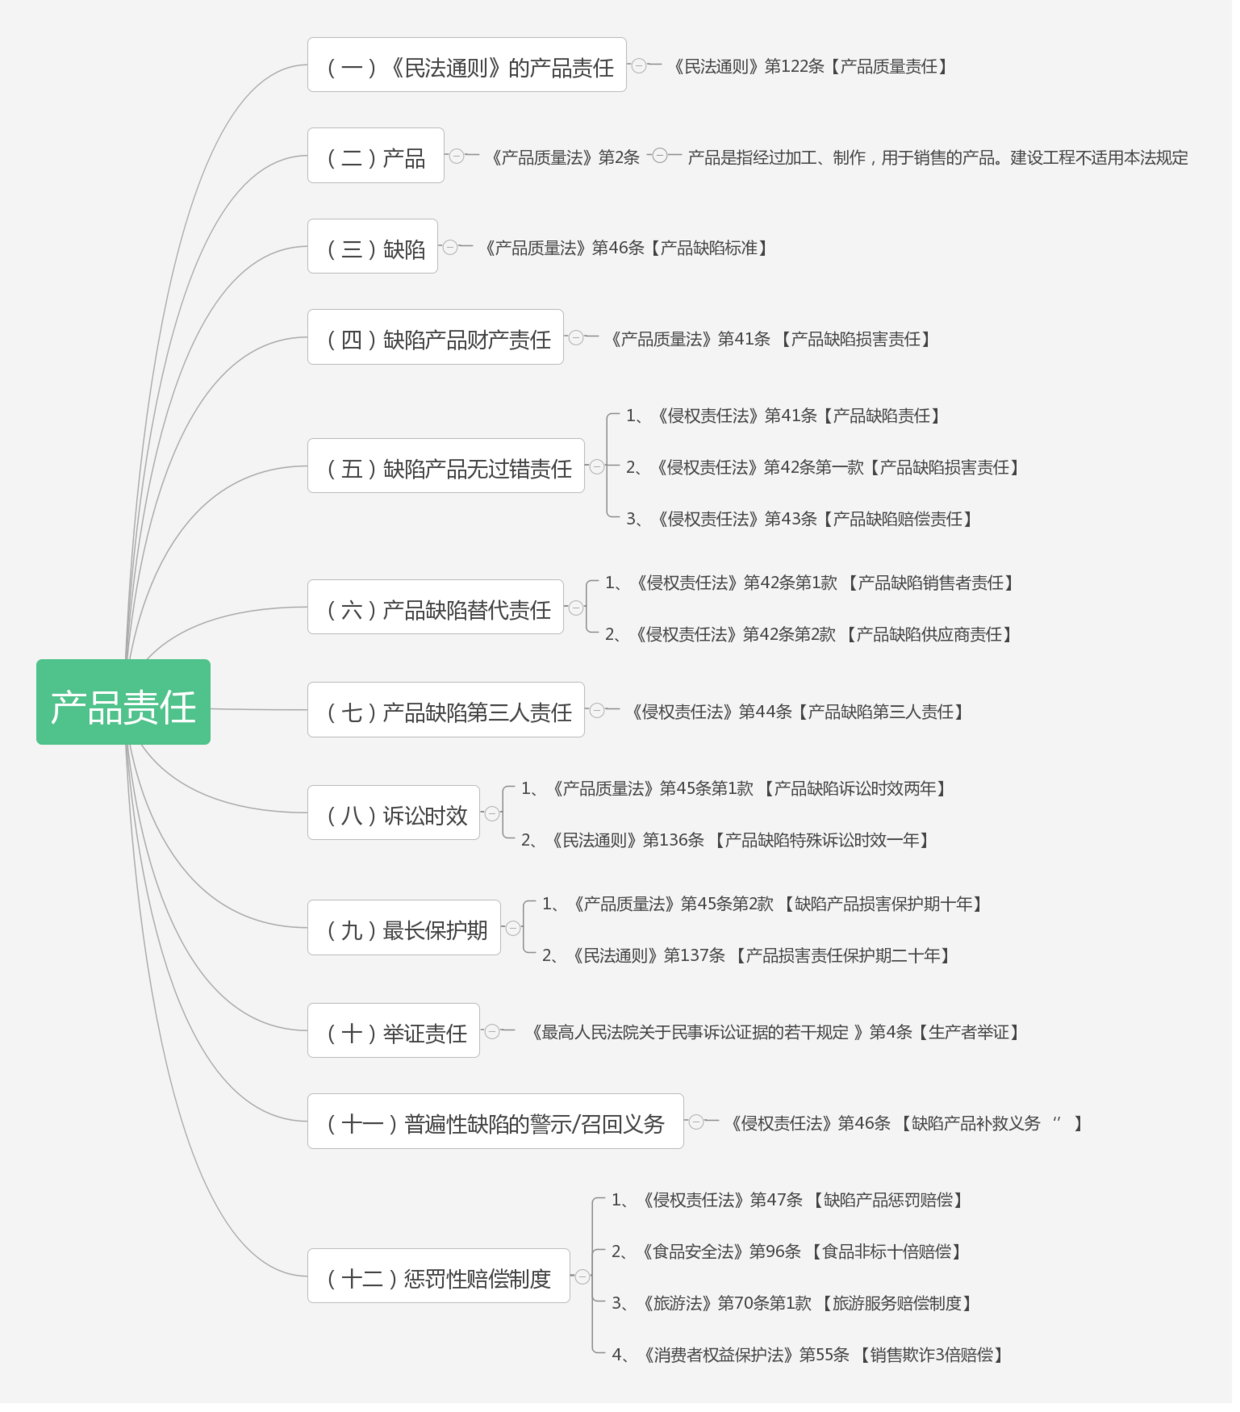 产品责任
（一）《民法通则》的产品责任
《民法通则》第122条【产品质量责任】
（二）产品
《产品质量法》第2条
产品是指经过加工、制作，用于销售的产品。建设工程不适用本法规定
（三）缺陷
《产品质量法》第46条【产品缺陷标准】
（四）缺陷产品财产责任
《产品质量法》第41条 【产品缺陷损害责任】
（五）缺陷产品无过错责任
1、《侵权责任法》第41条【产品缺陷责任】
2、《侵权责任法》第42条第一款【产品缺陷损害责任】
3、《侵权责任法》第43条【产品缺陷赔偿责任】
（六）产品缺陷替代责任
1、《侵权责任法》第42条第1款 【产品缺陷销售者责任】
2、《侵权责任法》第42条第2款 【产品缺陷供应商责任】
（七）产品缺陷第三人责任
《侵权责任法》第44条【产品缺陷第三人责任】
（八）诉讼时效
1、《产品质量法》第45条第1款 【产品缺陷诉讼时效两年】
2、《民法通则》第136条 【产品缺陷特殊诉讼时效一年】
（九）最长保护期
1、《产品质量法》第45条第2款 【缺陷产品损害保护期十年】
2、《民法通则》第137条 【产品损害责任保护期二十年】
（十）举证责任
《最高人民法院关于民事诉讼证据的若干规定 》第4条【生产者举证】
（十一）普遍性缺陷的警示/召回义务
《侵权责任法》第46条 【缺陷产品补救义务 〃 】
（十二）惩罚性赔偿制度
1、《侵权责任法》第47条 【缺陷产品惩罚赔偿】
2、《食品安全法》第96条 【食品非标十倍赔偿】
3、《旅游法》第70条第1款 【旅游服务赔偿制度】
4、《消费者权益保护法》第55条 【销售欺诈3倍赔偿】